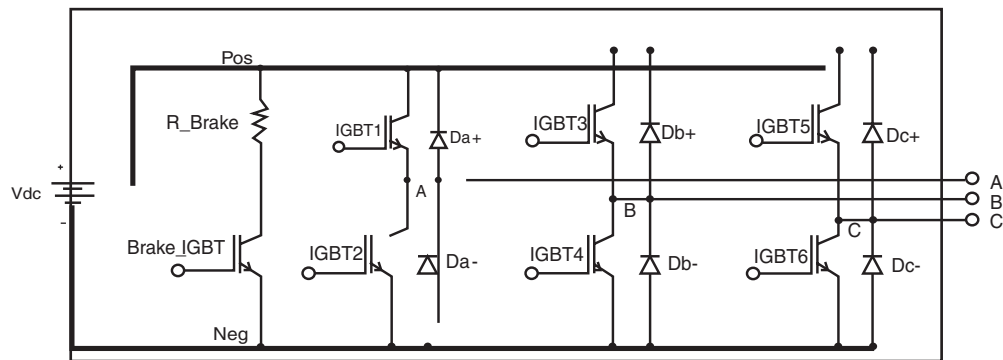 Pos
R_Brake
IGBT1
Da+
IGBT3
Db+
IGBT5
Dc+
+
Vdc
-
A
A
B
B
C
C
Brake_IGBT
IGBT2
Da-
IGBT4
Db-
IGBT6
Dc-
Neg